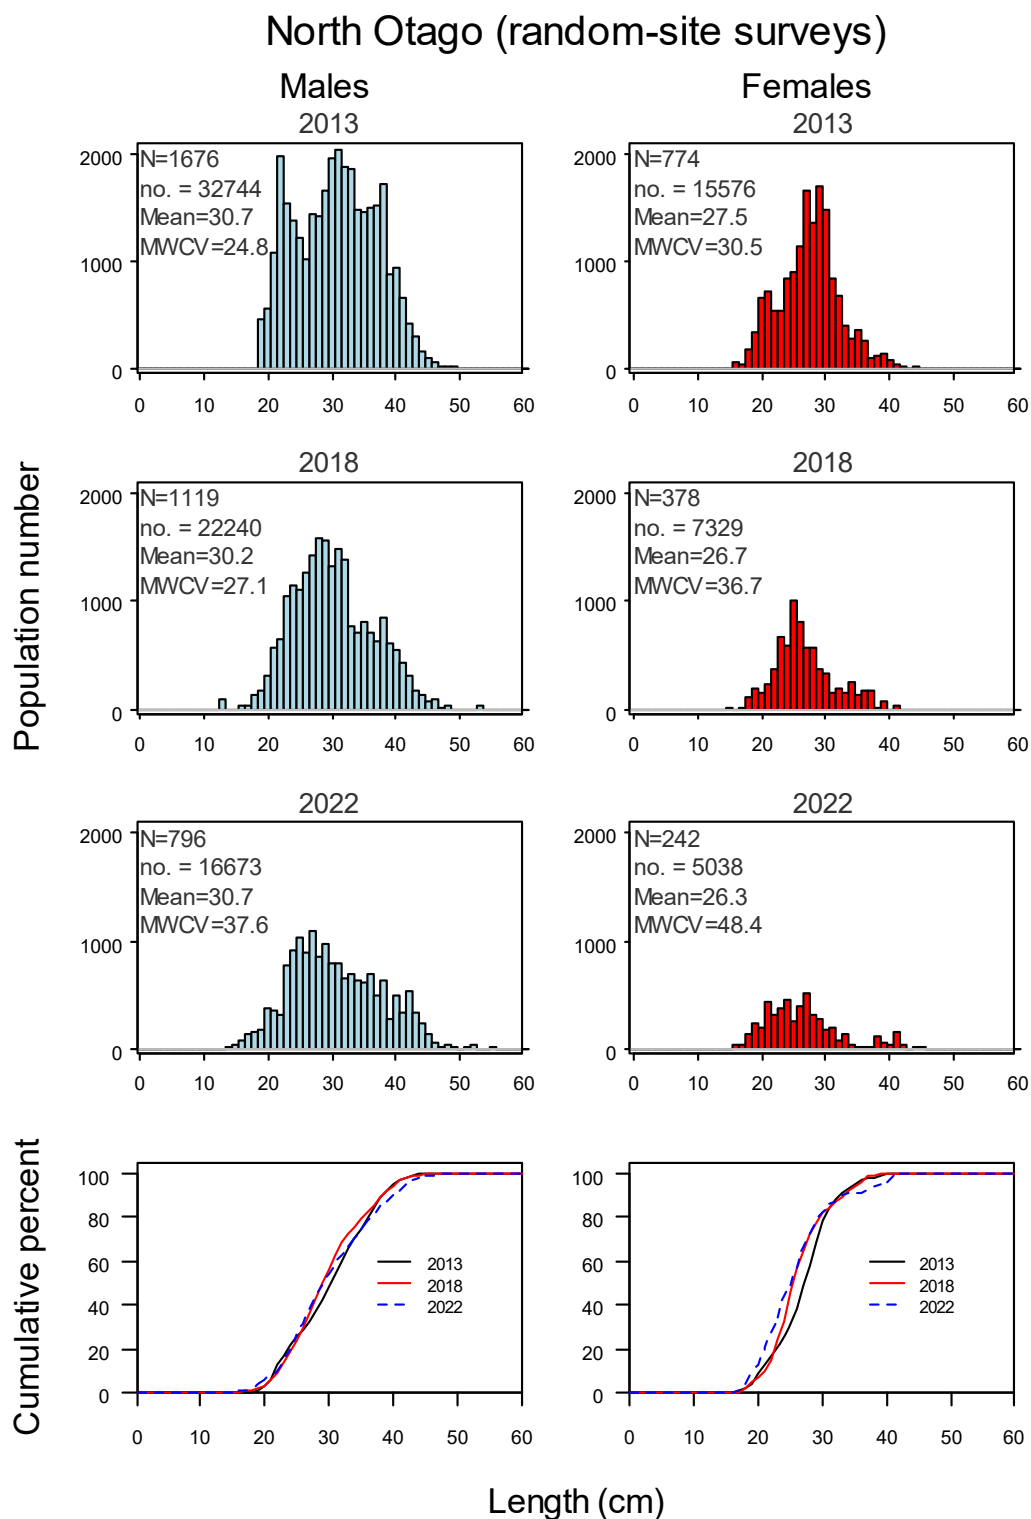 North Otago (random-site surveys)
Males
Females
2013
2013
N=1676
no. = 32744
Mean=30.7
MWCV=24.8
2000
1000
0
0 10 20 30 40 50 60
N=774
no. = 15576
Mean=27.5
MWCV=30.5
2000
1000
0
0 10 20 30 40 50 60
Population number
2018
2018
N=1119
no. = 22240
Mean=30.2
MWCV=27.1
2000
1000
0
0 10 20 30 40 50 60
N=378
no. = 7329
Mean=26.7
MWCV=36.7
2000
1000
0
0 10 20 30 40 50 60
2022
2022
N=796
no. = 16673
Mean=30.7
MWCV=37.6
2000
1000
0
0 10 20 30 40 50 60
N=242
no. = 5038
Mean=26.3
MWCV=48.4
2000
1000
0
0 10 20 30 40 50 60
Cumulative percent
100
80
60
40
20
0
2013
2018
2022
0 10 20 30 40 50 60
100
80
60
40
20
0
2013
2018
2022
0 10 20 30 40 50 60
Length (cm)